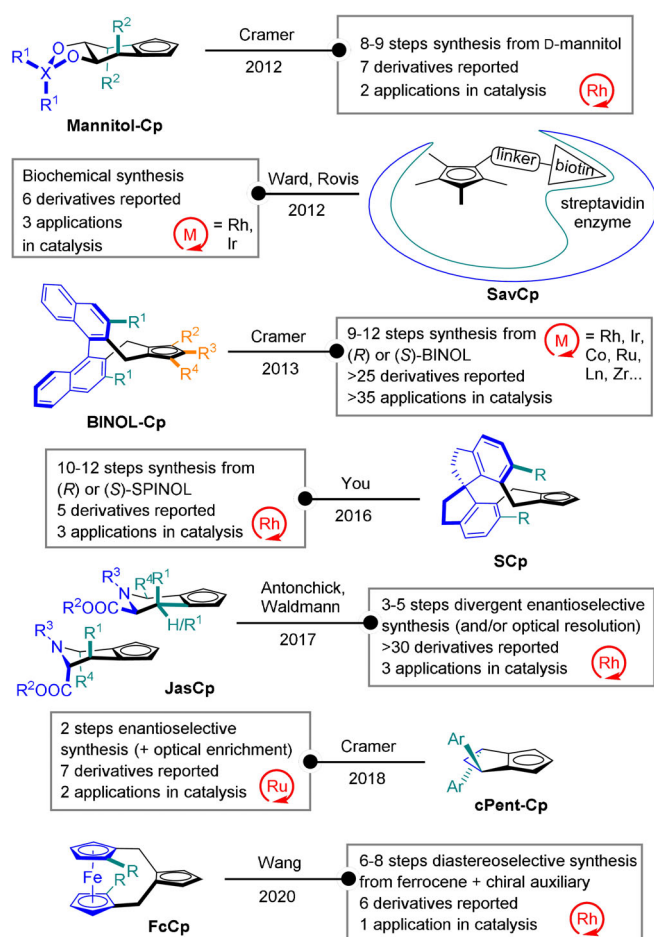 R1
X
O
O
R1
R2
R2
Mannitol-Cp
Cramer
2012
8-9 steps synthesis from D-mannitol
7 derivatives reported
2 applications in catalysis
Rh
Biochemical synthesis
6 derivatives reported
3 applications
in catalysis
M = Rh,
Ir
Ward, Rovis
2012
linker
biotin
streptavidin
enzyme
SavCp
R1
R1
R2
R3
R4
BINOL-Cp
Cramer
2013
9-12 steps synthesis from
(R) or (S)-BINOL
>25 derivatives reported
>35 applications in catalysis
M = Rh, Ir,
Co, Ru,
Ln, Zr...
10-12 steps synthesis from
(R) or (S)-SPINOL
5 derivatives reported
3 applications in catalysis
Rh
You
2016
R
R
SCp
R3
N
R4
R1
R2OOC
H/R1
R3
N
R1
R4
R2OOC
JasCp
Antonchick,
Waldmann
2017
3-5 steps divergent enantioselective
synthesis (and/or optical resolution)
>30 derivatives reported
3 applications in catalysis
Rh
2 steps enantioselective
synthesis (+ optical enrichment)
7 derivatives reported
2 applications in catalysis
Ru
Cramer
2018
Ar
Ar
cPent-Cp
Fe
R
R
FcCp
Wang
2020
6-8 steps diastereoselective synthesis
from ferrocene + chiral auxiliary
6 derivatives reported
1 application in catalysis
Rh